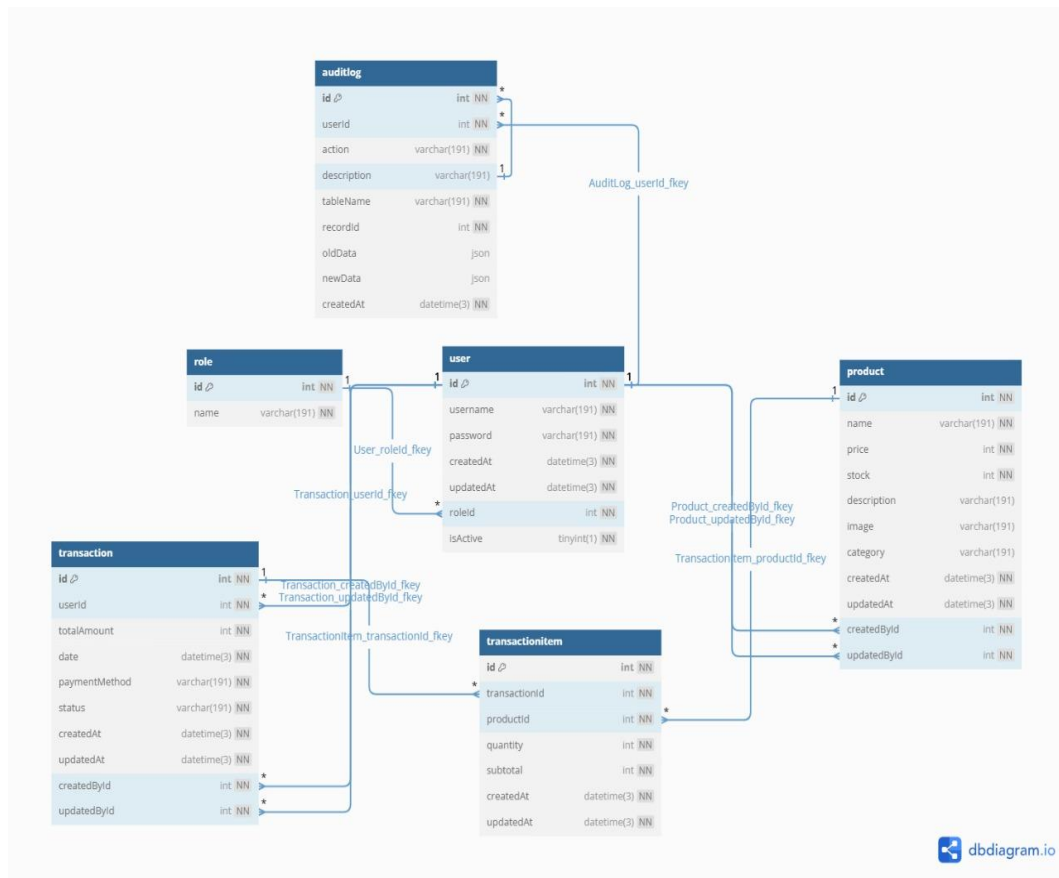 auditlog
id int NN
*
userId int NN
*
action varchar(191) NN
description varchar(191)
1
tableName varchar(191) NN
recordId int NN
oldData json
newData json
createdAt datetime(3) NN
AuditLog_userId_fkey
role
id int NN
1
name varchar(191) NN
user
1
id int NN
1
username varchar(191) NN
password varchar(191) NN
createdAt datetime(3) NN
updatedAt datetime(3) NN
*
roleId int NN
isActive tinyint(1) NN
User_roleId_fkey
Transaction_userId_fkey
product
1
id int NN
name varchar(191) NN
price int NN
stock int NN
description varchar(191)
image varchar(191)
category varchar(191)
createdAt datetime(3) NN
updatedAt datetime(3) NN
*
createdById int NN
*
updatedById int NN
Product_createdById_fkey
Product_updatedById_fkey
TransactionItem_productId_fkey
transaction
id int NN
1
userId int NN
*
totalAmount int NN
date datetime(3) NN
paymentMethod varchar(191) NN
status varchar(191) NN
createdAt datetime(3) NN
updatedAt datetime(3) NN
createdById int NN
*
updatedById int NN
*
Transaction_createdById_fkey
Transaction_updatedById_fkey
TransactionItem_transactionId_fkey
transactionitem
id int NN
*
transactionId int NN
productId int NN
*
quantity int NN
subtotal int NN
createdAt datetime(3) NN
updatedAt datetime(3) NN
dbdiagram.io